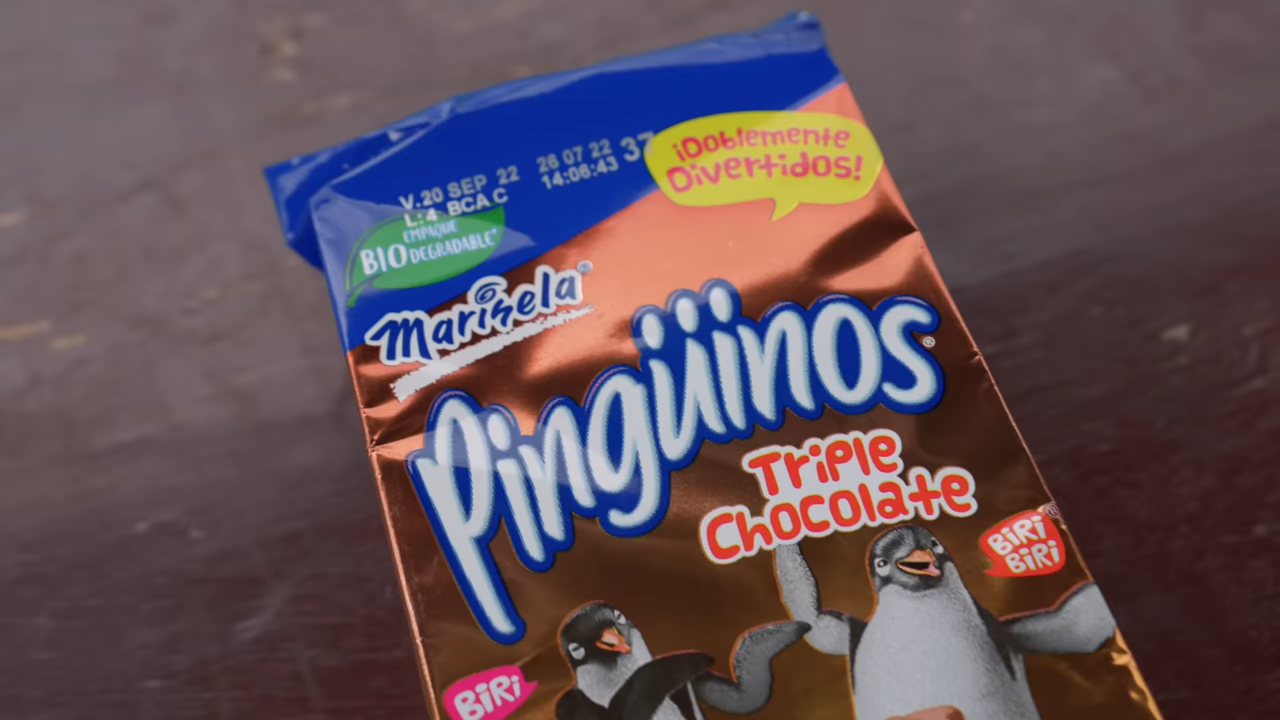 V.20 SEP 22 26 07 22 37
L:4 BCA C 14:06:43
¡Doblemente
Divertidos!
EMPAQUE
BIODEGRADABLE*
Marinela®
Pingüinos®
Triple
Chocolate
BiRi
BiRi®
BiRi